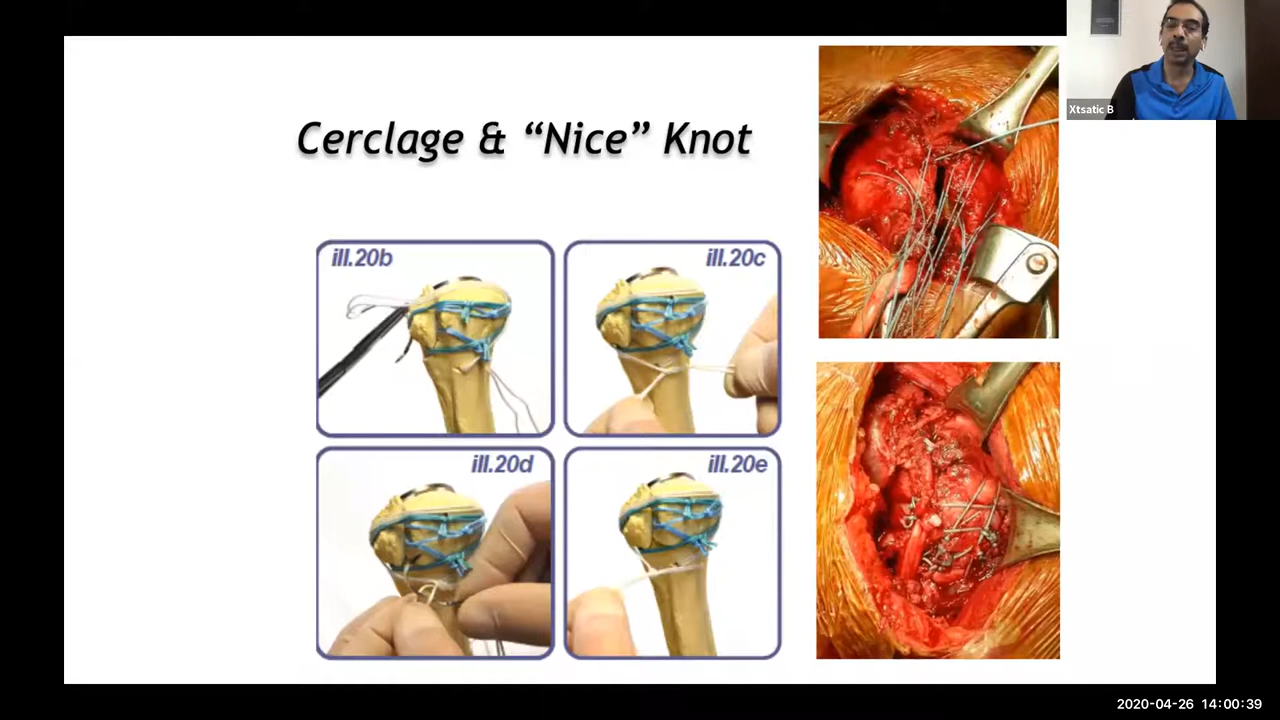 Cerclage & “Nice” Knot
Xtsatic B
ill.20b
ill.20c
ill.20d
ill.20e
2020-04-26 14:00:39